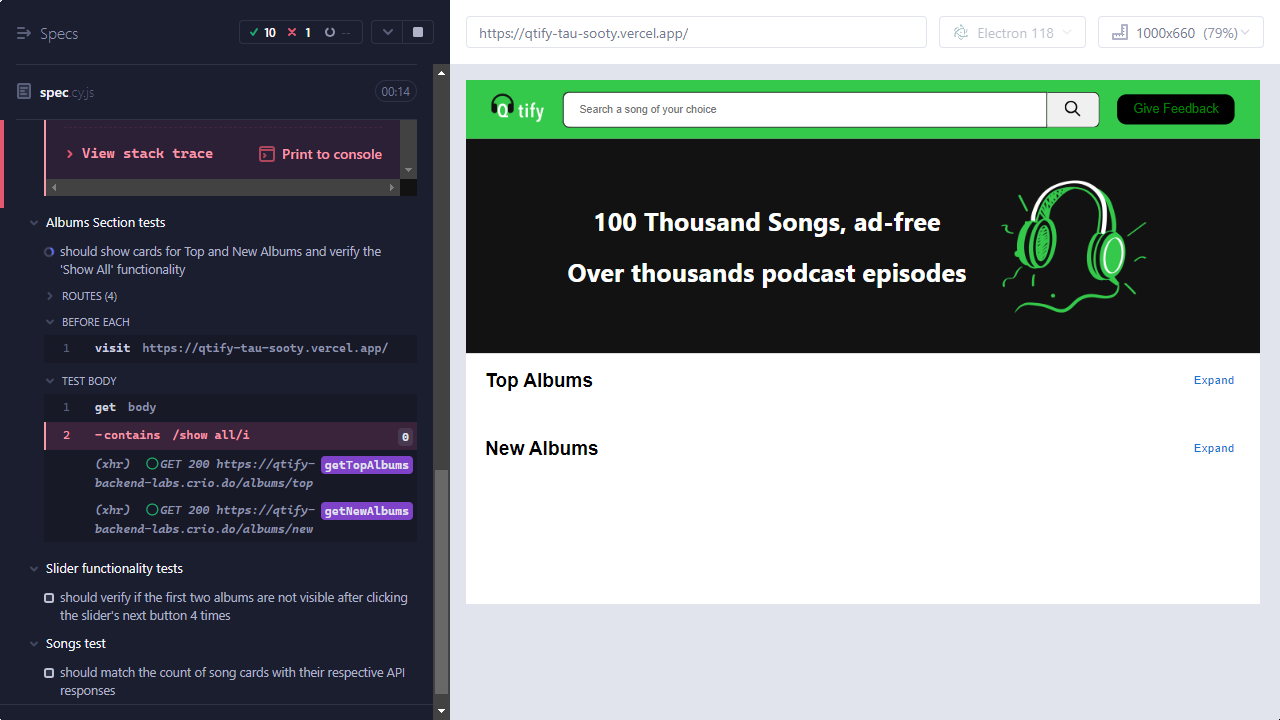 Specs
10
1
--
spec.cy.js
00:14
View stack trace
Print to console
Albums Section tests
should show cards for Top and New Albums and verify the
'Show All' functionality
ROUTES (4)
BEFORE EACH
1 visit https://qtify-tau-sooty.vercel.app/
TEST BODY
1 get body
2 -contains /show all/i 0
(xhr) GET 200 https://qtify- getTopAlbums
backend-labs.crio.do/albums/top
(xhr) GET 200 https://qtify- getNewAlbums
backend-labs.crio.do/albums/new
Slider functionality tests
should verify if the first two albums are not visible after clicking
the slider's next button 4 times
Songs test
should match the count of song cards with their respective API
responses
https://qtify-tau-sooty.vercel.app/
Electron 118
1000x660 (79%)
Qtify
Search a song of your choice
Give Feedback
100 Thousand Songs, ad-free
Over thousands podcast episodes
Top Albums
Expand
New Albums
Expand